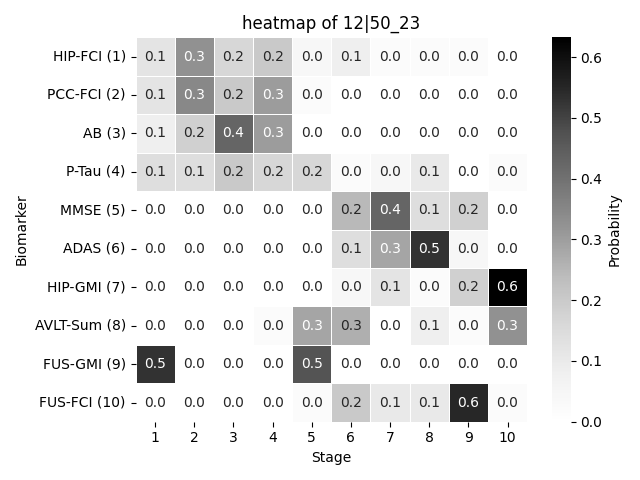 heatmap of 12|50_23
HIP-FCI (1) 0.1 0.3 0.2 0.2 0.0 0.1 0.0 0.0 0.0 0.0
PCC-FCI (2) 0.1 0.3 0.2 0.3 0.0 0.0 0.0 0.0 0.0 0.0
AB (3) 0.1 0.2 0.4 0.3 0.0 0.0 0.0 0.0 0.0 0.0
P-Tau (4) 0.1 0.1 0.2 0.2 0.2 0.0 0.0 0.1 0.0 0.0
MMSE (5) 0.0 0.0 0.0 0.0 0.0 0.2 0.4 0.1 0.2 0.0
ADAS (6) 0.0 0.0 0.0 0.0 0.0 0.1 0.3 0.5 0.0 0.0
HIP-GMI (7) 0.0 0.0 0.0 0.0 0.0 0.0 0.1 0.0 0.2 0.6
AVLT-Sum (8) 0.0 0.0 0.0 0.0 0.3 0.3 0.0 0.1 0.0 0.3
FUS-GMI (9) 0.5 0.0 0.0 0.0 0.5 0.0 0.0 0.0 0.0 0.0
FUS-FCI (10) 0.0 0.0 0.0 0.0 0.0 0.2 0.1 0.1 0.6 0.0
1 2 3 4 5 6 7 8 9 10
Stage
Biomarker
0.6
0.5
0.4
0.3
0.2
0.1
0.0
Probability